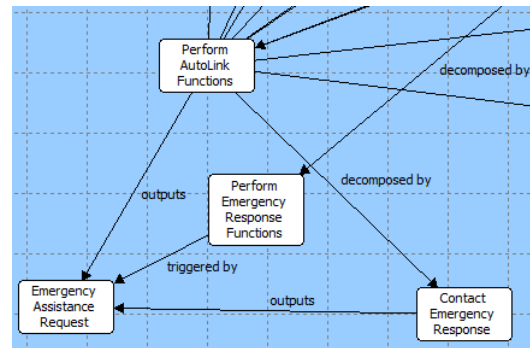 Perform
AutoLink
Functions
decomposed by
Perform
Emergency
Response
Functions
decomposed by
outputs
triggered by
Emergency
Assistance
Request
outputs
Contact
Emergency
Response